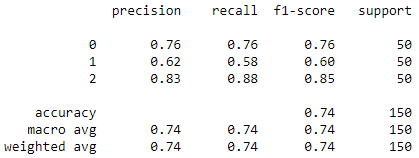 precision recall f1-score support
0 0.76 0.76 0.76 50
1 0.62 0.58 0.60 50
2 0.83 0.88 0.85 50
accuracy 0.74 150
macro avg 0.74 0.74 0.74 150
weighted avg 0.74 0.74 0.74 150